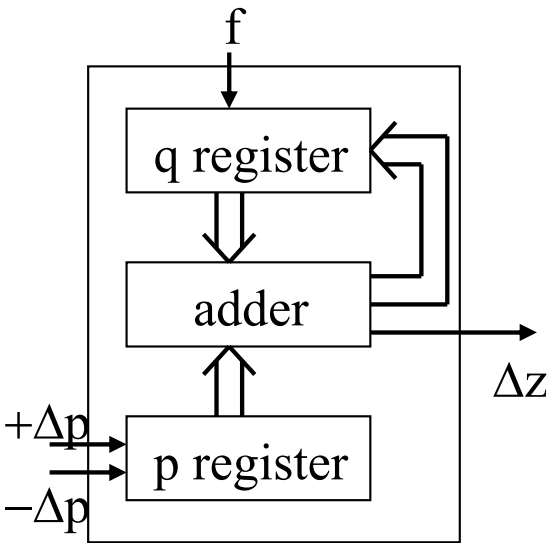 f
q register
adder
Δz
+Δp
p register
−Δp